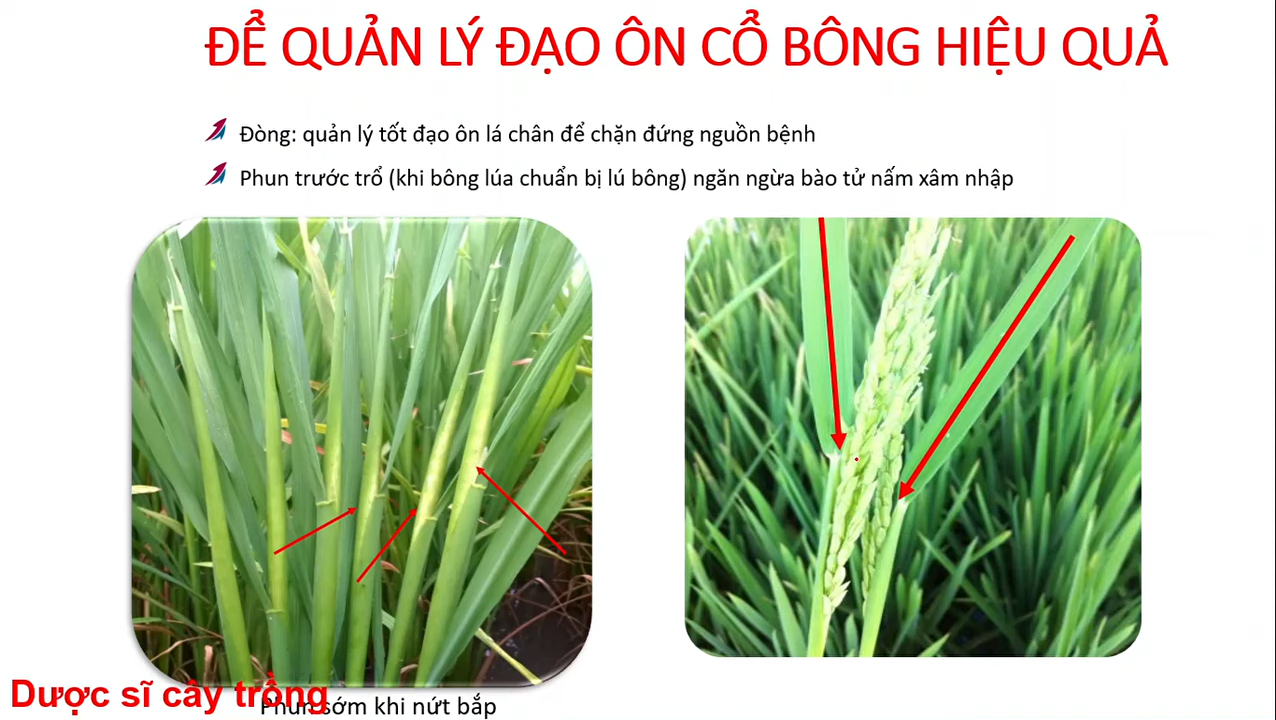 ĐỂ QUẢN LÝ ĐẠO ÔN CỔ BÔNG HIỆU QUẢ
Đòng: quản lý tốt đạo ôn lá chân để chặn đứng nguồn bệnh
Phun trước trổ (khi bông lúa chuẩn bị lú bông) ngăn ngừa bào tử nấm xâm nhập
Dược sĩ cây trồng
Phun sớm khi nứt bắp